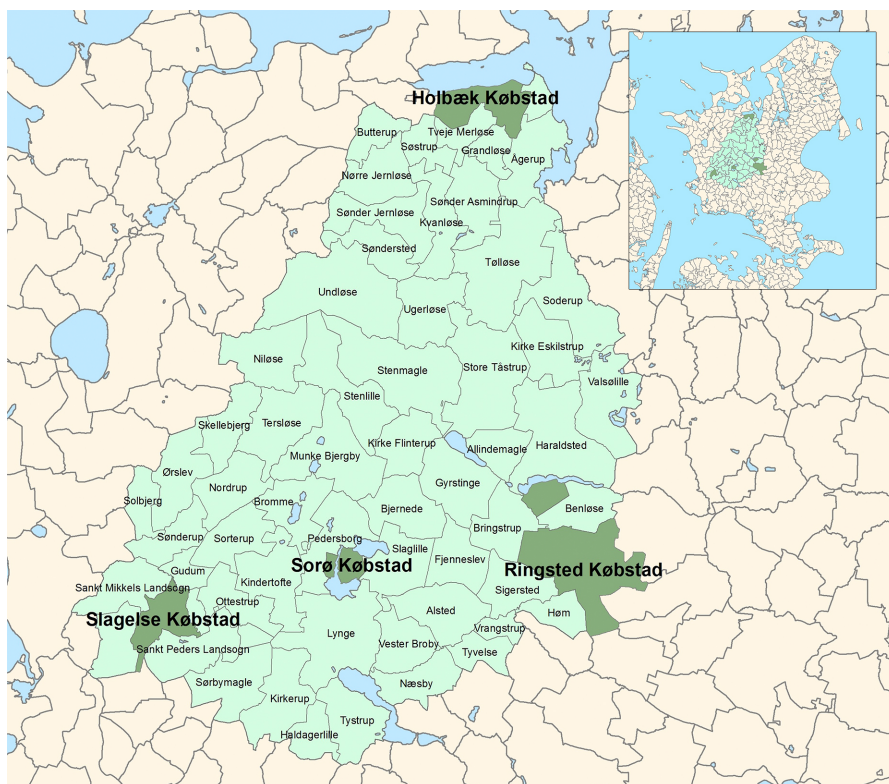 Holbæk Købstad
Butterup
Tveje Merløse
Søstrup
Grandløse
Ågerup
Nørre Jernløse
Sønder Asmindrup
Sønder Jernløse
Kvanløse
Søndersted
Tølløse
Undløse
Soderup
Ugerløse
Kirke Eskilstrup
Niløse
Stenmagle
Store Tåstrup
Valsølille
Stenlille
Skellebjerg
Tersløse
Kirke Flinterup
Allindemagle
Haraldsted
Munke Bjergby
Ørslev
Gyrstinge
Nordrup
Solbjerg
Bromme
Bjernede
Benløse
Bringstrup
Sønderup
Sorterup
Pedersborg
Slaglille
Fjenneslev
Sorø Købstad
Ringsted Købstad
Gudum
Kindertofte
Sankt Mikkels Landsogn
Sigersted
Ottestrup
Alsted
Høm
Slagelse Købstad
Lynge
Vrangstrup
Vester Broby
Sankt Peders Landsogn
Tyvelse
Sørbymagle
Næsby
Kirkerup
Tystrup
Haldagerlille